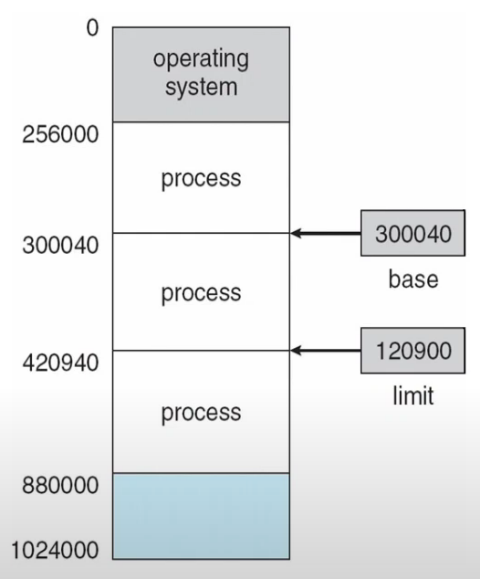 0
operating
system
256000
process
300040
300040
base
process
420940
120900
limit
process
880000
1024000